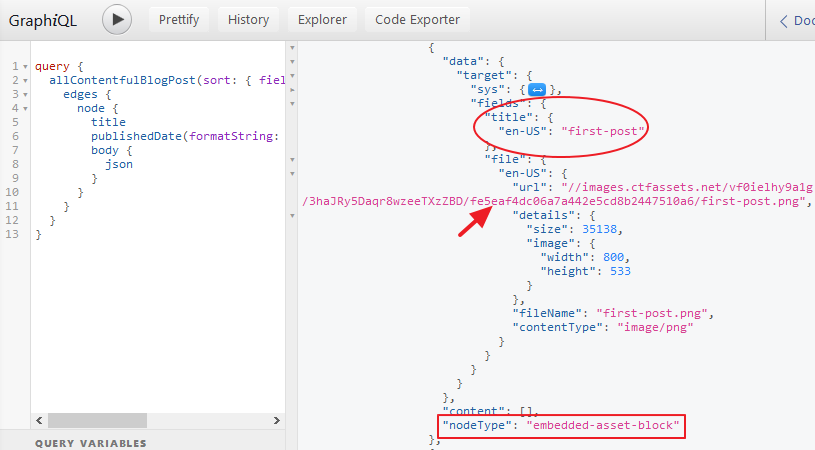 GraphiQL Prettify History Explorer Code Exporter Doc
1 query {
2 allContentfulBlogPost(sort: { fiel
3 edges {
4 node {
5 title
6 publishedDate(formatString:
7 body {
8 json
9 }
10 }
11 }
12 }
13 }
QUERY VARIABLES
{
"data": {
"target": {
"sys": {↔},
"fields": {
"title": {
"en-US": "first-post"
},
"file": {
"en-US": {
"url": "//images.ctfassets.net/vf0ielhy9a1g
/3haJRy5Daqr8wzeeTXzZBD/fe5eaf4dc06a7a442e5cd8b2447510a6/first-post.png",
"details": {
"size": 35138,
"image": {
"width": 800,
"height": 533
}
},
"fileName": "first-post.png",
"contentType": "image/png"
}
}
}
}
},
"content": [],
"nodeType": "embedded-asset-block"
},